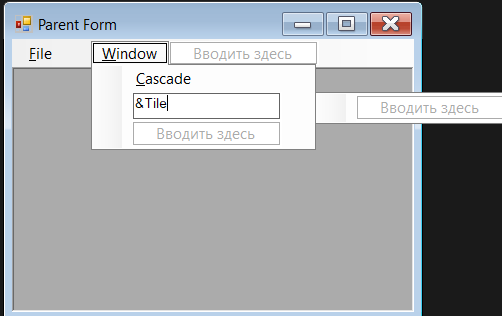 Parent Form
File Window Вводить здесь
Cascade
&Tile Вводить здесь
Вводить здесь